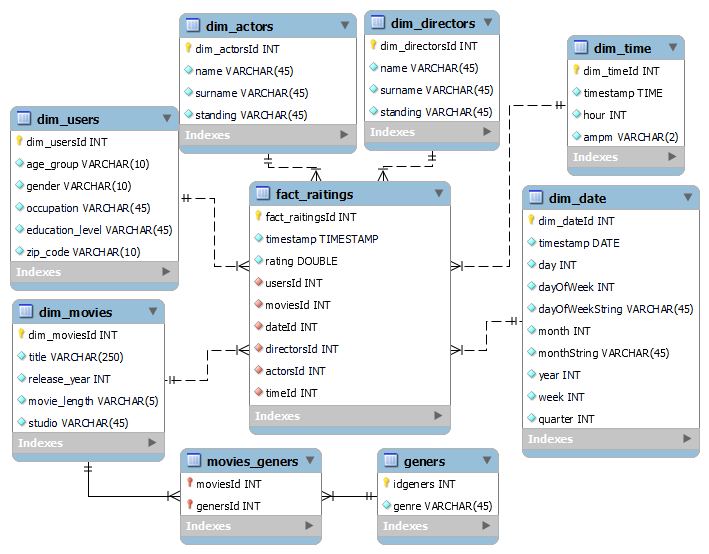 dim_actors
dim_actorsId INT
name VARCHAR(45)
surname VARCHAR(45)
standing VARCHAR(45)
Indexes
dim_directors
dim_directorsId INT
name VARCHAR(45)
surname VARCHAR(45)
standing VARCHAR(45)
Indexes
dim_time
dim_timeId INT
timestamp TIME
hour INT
ampm VARCHAR(2)
Indexes
dim_users
dim_usersId INT
age_group VARCHAR(10)
gender VARCHAR(10)
occupation VARCHAR(45)
education_level VARCHAR(45)
zip_code VARCHAR(10)
Indexes
fact_raitings
fact_raitingsId INT
timestamp TIMESTAMP
rating DOUBLE
usersId INT
moviesId INT
dateId INT
directorsId INT
actorsId INT
timeId INT
Indexes
dim_date
dim_dateId INT
timestamp DATE
day INT
dayOfWeek INT
dayOfWeekString VARCHAR(45)
month INT
monthString VARCHAR(45)
year INT
week INT
quarter INT
Indexes
dim_movies
dim_moviesId INT
title VARCHAR(250)
release_year INT
movie_length VARCHAR(5)
studio VARCHAR(45)
Indexes
movies_geners
moviesId INT
genersId INT
Indexes
geners
idgeners INT
genre VARCHAR(45)
Indexes